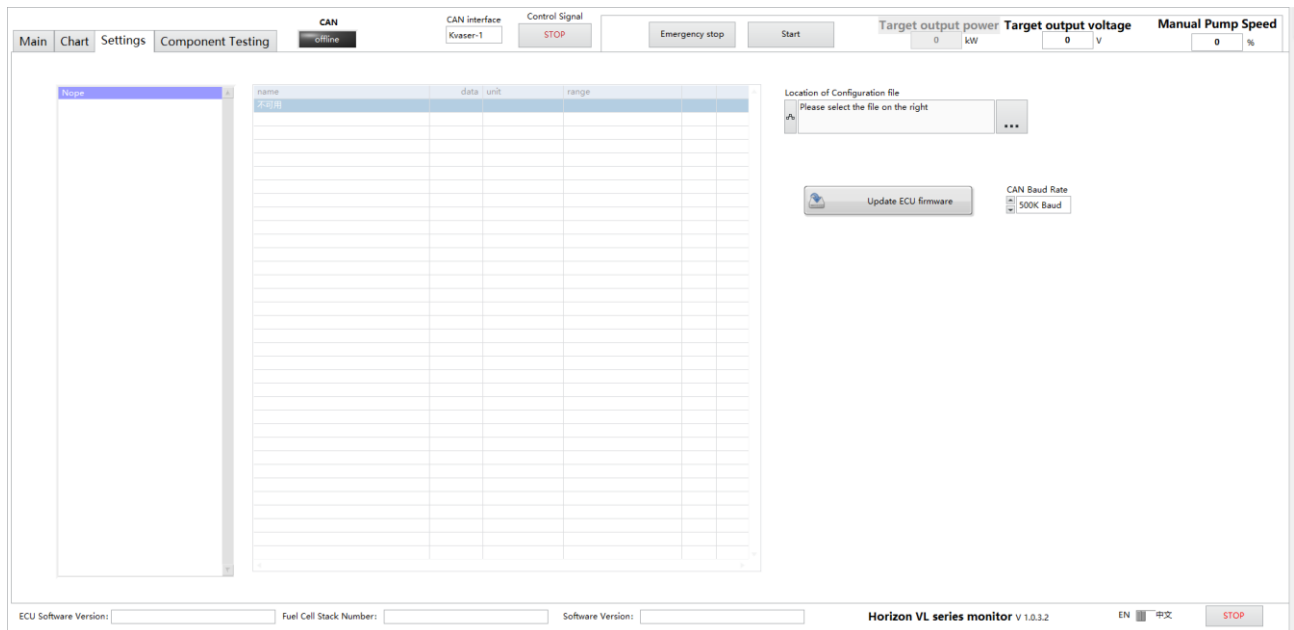 Main Chart Settings Component Testing
CAN
offline
CAN interface
Kvaser-1
Control Signal
STOP
Emergency stop
Start
Target output power
0 kW
Target output voltage
0 V
Manual Pump Speed
0 %
Nope
name data unit range
不可用
Location of Configuration file
Please select the file on the right
...
Update ECU firmware
CAN Baud Rate
500K Baud
ECU Software Version:
Fuel Cell Stack Number:
Software Version:
Horizon VL series monitor V 1.0.3.2
EN 中文
STOP